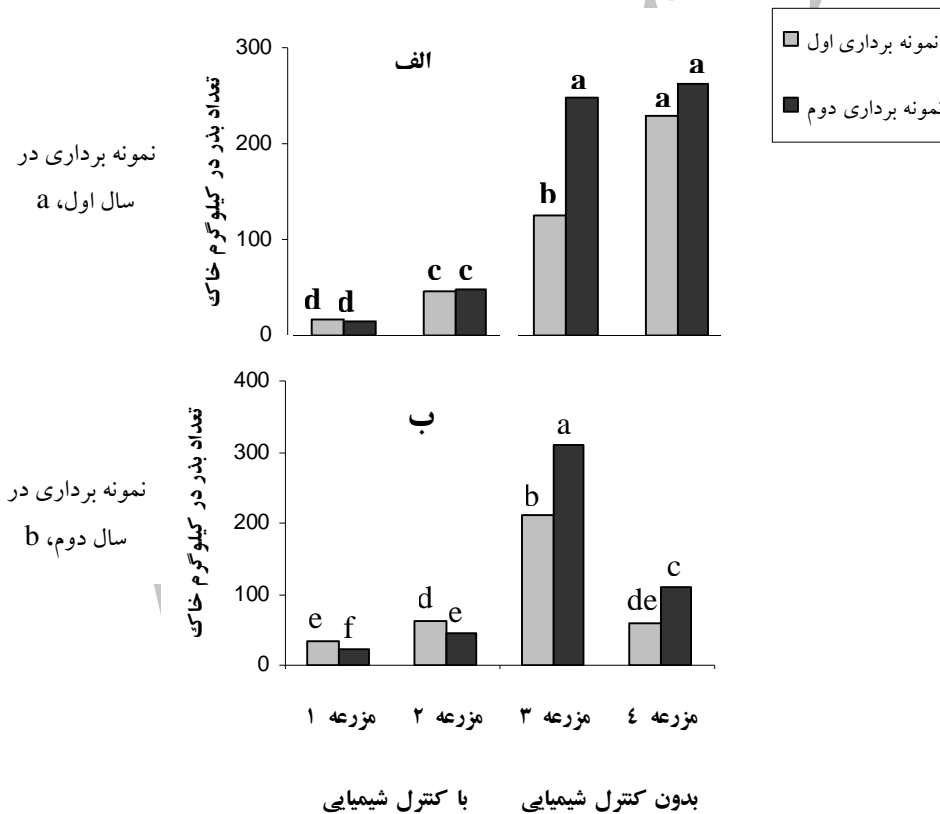 نمونه برداری اول
نمونه برداری دوم
الف
نمونه برداری در
سال اول، a
تعداد بذر در کیلوگرم خاک
300
200
100
0
d d c c b a a a
ب
نمونه برداری در
سال دوم، b
تعداد بذر در کیلوگرم خاک
400
300
200
100
0
e f d e b a de c
مزرعه ۱ مزرعه ۲ مزرعه ۳ مزرعه ٤
با کنترل شیمیایی بدون کنترل شیمیایی